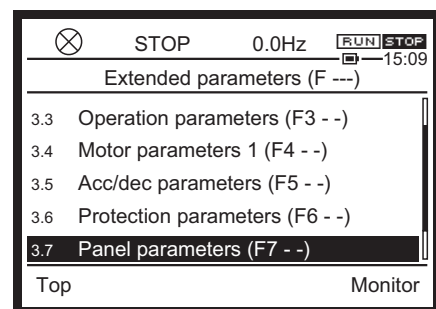 STOP 0.0Hz RUN STOP
15:09
Extended parameters (F ---)
3.3 Operation parameters (F3 - -)
3.4 Motor parameters 1 (F4 - -)
3.5 Acc/dec parameters (F5 - -)
3.6 Protection parameters (F6 - -)
3.7 Panel parameters (F7 - -)
Top Monitor